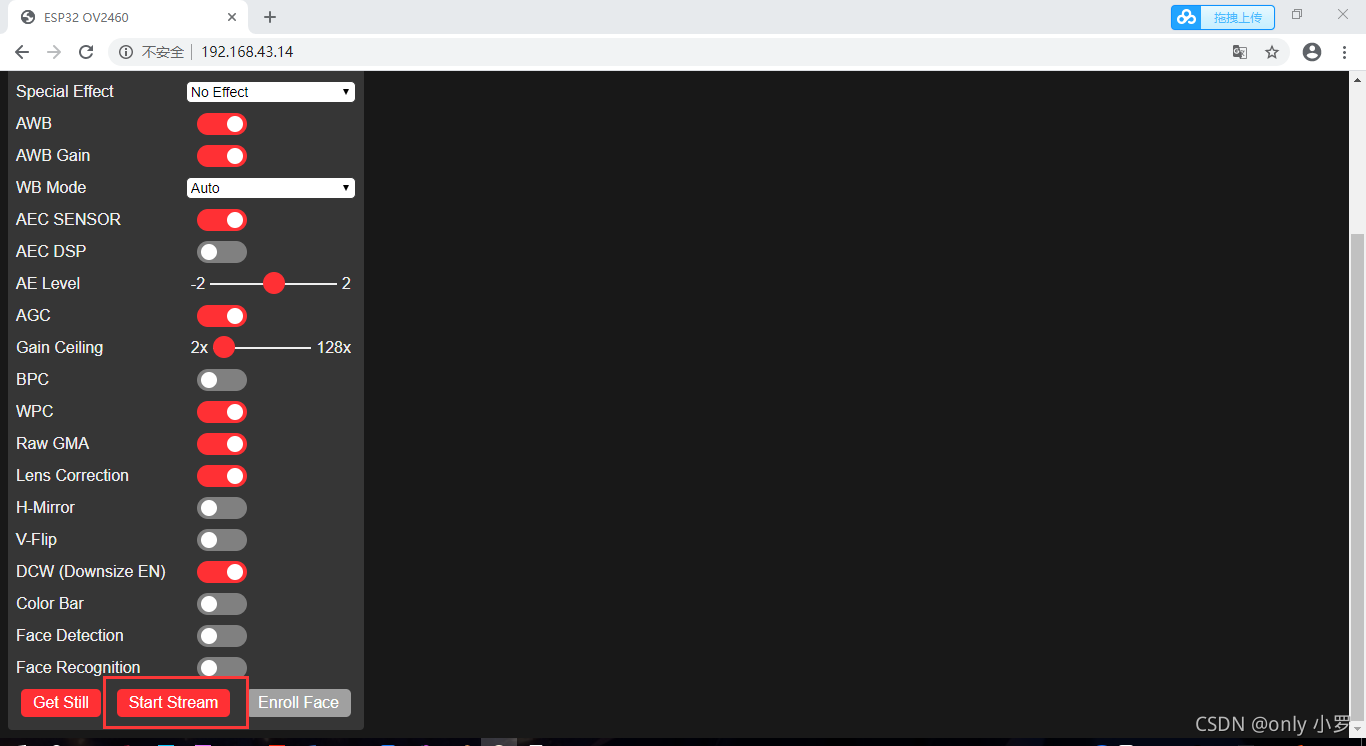 ESP32 OV2460
拖拽上传
不安全 192.168.43.14
Special Effect No Effect
AWB
AWB Gain
WB Mode Auto
AEC SENSOR
AEC DSP
AE Level -2 2
AGC
Gain Ceiling 2x 128x
BPC
WPC
Raw GMA
Lens Correction
H-Mirror
V-Flip
DCW (Downsize EN)
Color Bar
Face Detection
Face Recognition
Get Still Start Stream Enroll Face
CSDN @only 小罗